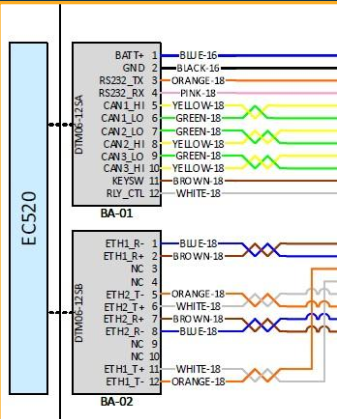 EC520
DTM06-12SA
BATT+ 1 BLUE-16
GND 2 BLACK-16
RS232_TX 3 ORANGE-18
RS232_RX 4 PINK-18
CAN1_HI 5 YELLOW-18
CAN1_LO 6 GREEN-18
CAN2_LO 7 GREEN-18
CAN2_HI 8 YELLOW-18
CAN3_LO 9 GREEN-18
CAN3_HI 10 YELLOW-18
KEYSW 11 BROWN-18
RLY_CTL 12 WHITE-18
BA-01
DTM06-12SB
ETH1_R- 1 BLUE-18
ETH1_R+ 2 BROWN-18
NC 3
NC 4
ETH2_T- 5 ORANGE-18
ETH2_T+ 6 WHITE-18
ETH2_R+ 7 BROWN-18
ETH2_R- 8 BLUE-18
NC 9
NC 10
ETH1_T+ 11 WHITE-18
ETH1_T- 12 ORANGE-18
BA-02